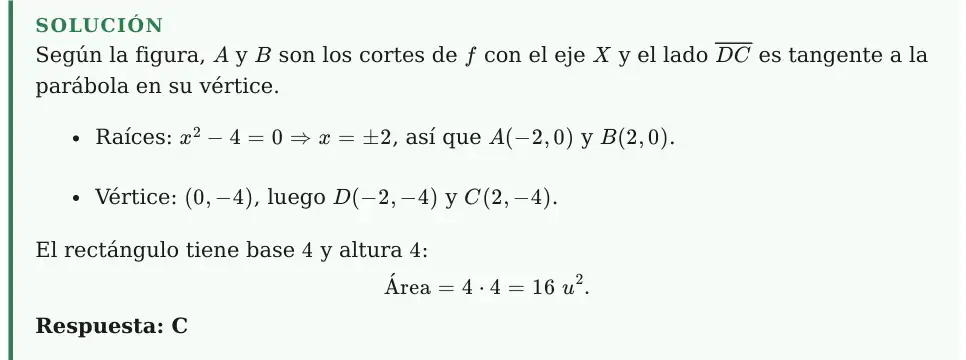 SOLUCIÓN
Según la figura, A y B son los cortes de f con el eje X y el lado \overline{DC} es tangente a la
parábola en su vértice.
• Raíces: x² − 4 = 0 ⇒ x = ±2, así que A(−2, 0) y B(2, 0).
• Vértice: (0, −4), luego D(−2, −4) y C(2, −4).
El rectángulo tiene base 4 y altura 4:
Área = 4 · 4 = 16 u².
Respuesta: C